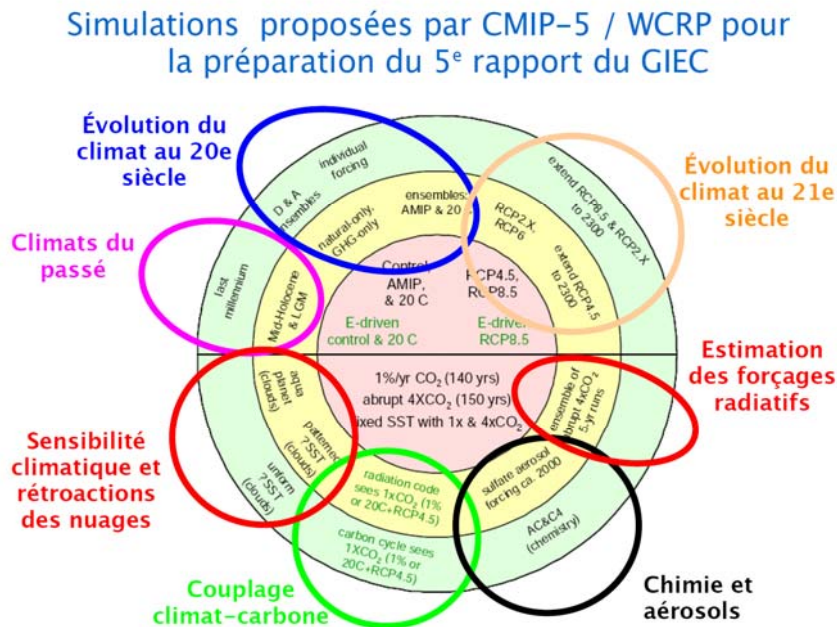 Simulations proposées par CMIP-5 / WCRP pour
la préparation du 5e rapport du GIEC
Évolution du
climat au 20e
siècle
Climats du
passé
Sensibilité
climatique et
rétroactions
des nuages
Couplage
climat-carbone
Évolution du
climat au 21e
siècle
Estimation
des forçages
radiatifs
Chimie et
aérosols
individual
forcing
D & A
ensembles
last
millennium
extend RCP8.5 & RCP2.X
to 2300
natural-only,
GHG-only
ensembles:
AMIP & 20 C
Mid-Holocene
& LGM
RCP2.X,
RCP6
extend RCP4.5
to 2300
Control,
AMIP,
& 20 C
RCP4.5,
RCP8.5
E-driven
control & 20 C
E-driven
RCP8.5
1%/yr CO2 (140 yrs)
abrupt 4XCO2 (150 yrs)
fixed SST with 1x & 4xCO2
aqua
planet
(clouds)
patterned
?SST
(clouds)
unform
?SST
(clouds)
radiation code
sees 1xCO2 (1%
or 20C+RCP4.5)
carbon cycle sees
1XCO2 (1% or
20C+RCP4.5)
ensemble of
abrupt 4xCO2
5-yr runs
sulfate aerosol
forcing ca. 2000
AC&C4
(chemistry)